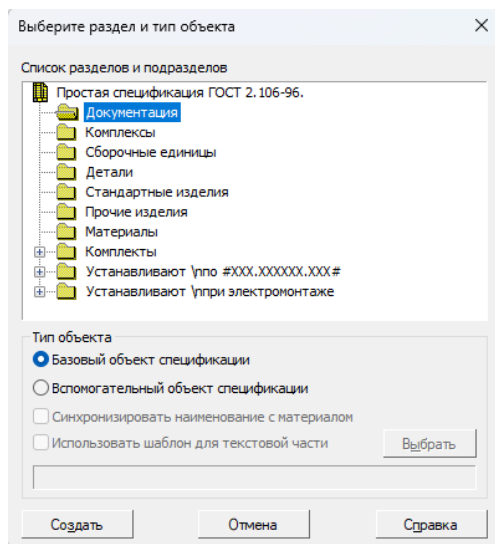 Выберите раздел и тип объекта
Список разделов и подразделов
Простая спецификация ГОСТ 2.106-96.
Документация
Комплексы
Сборочные единицы
Детали
Стандартные изделия
Прочие изделия
Материалы
Комплекты
Устанавливают \nпо #XXX.XXXXXX.XXX#
Устанавливают \nпри электромонтаже
Тип объекта
Базовый объект спецификации
Вспомогательный объект спецификации
Синхронизировать наименование с материалом
Использовать шаблон для текстовой части Выбрать
Создать Отмена Справка